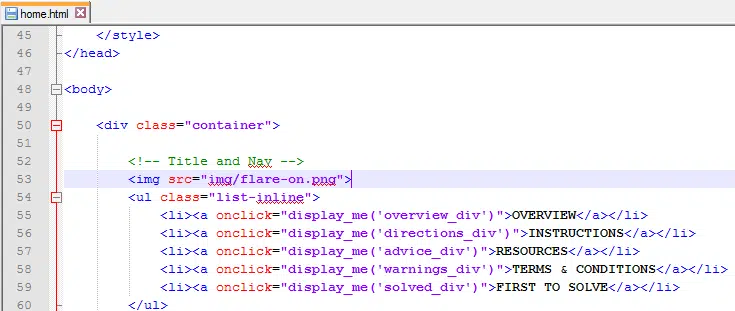 home.html
45 </style>
46 </head>
47
48 <body>
49
50 <div class="container">
51
52 <!-- Title and Nav -->
53 <img src="img/flare-on.png">
54 <ul class="list-inline">
55 <li><a onclick="display_me('overview_div')">OVERVIEW</a></li>
56 <li><a onclick="display_me('directions_div')">INSTRUCTIONS</a></li>
57 <li><a onclick="display_me('advice_div')">RESOURCES</a></li>
58 <li><a onclick="display_me('warnings_div')">TERMS & CONDITIONS</a></li>
59 <li><a onclick="display_me('solved_div')">FIRST TO SOLVE</a></li>
60 </ul>